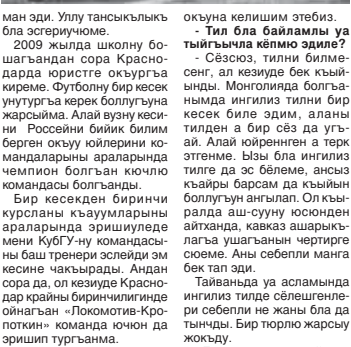 ман эди. Уллу тансыкълыкъ
бла эсгериучюме.
2009 жылда школну бо-
шагъандан сора Красно-
дарда юристге окъургъа
киреме. Футболну бир кесек
унутургъа керек боллугъуна
жарсыйма. Алай вузну кеси-
ни Россейни бийик билим
берген окъуу юйлерини ко-
мандаларыны араларында
чемпион болгъан кючлю
командасы болгъанды.
Бир кесекден биринчи
курсланы къауумларыны
араларында эришиуледе
мени КубГУ-ну командасы-
ны баш тренери эслейди эм
кесине чакъырады. Андан
сора да, ол кезиуде Красно-
дар крайны биринчилигинде
ойнагъан «Локомотив-Кро-
поткин» команда ючюн да
эришип тургъанма.
окъуна келишим этебиз.
- Тил бла байламлы уа
тыйгъычла кёпмю эдиле?
- Сёзсюз, тилни билме-
сенг, ал кезиуде бек къый-
ынды. Монголияда болгъа-
нымда ингилиз тилни бир
кесек биле эдим, аланы
тилден а бир сёз да угъ-
ай. Алай юйреннген а терк
этгенме. Ызы бла ингилиз
тилге да эс бёлеме, ансыз
къайры барсам да къыйын
боллугъун ангылап. Ол къы-
ралда аш-сууну юсюнден
айтханда, кавказ ашарыкъ-
лагъа ушагъанын чертирге
сюеме. Аны себепли манга
бек тап эди.
Тайваньда уа асламында
ингилиз тилде сёлешгенле-
ри себепли не жаны бла да
тынчды. Бир тюрлю жарсыу
жокъду.